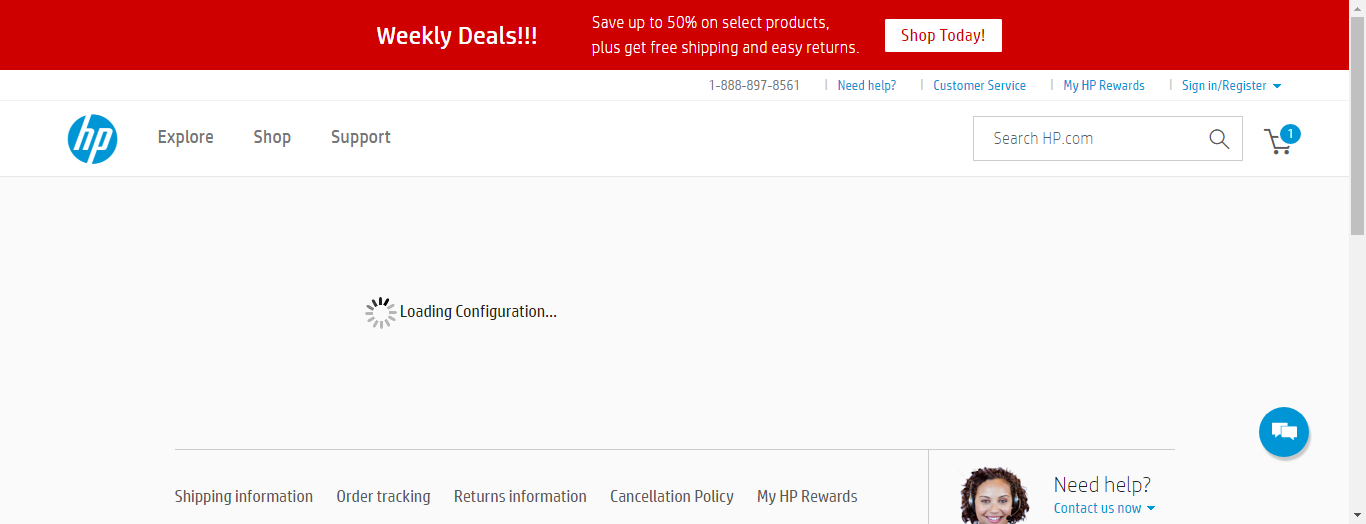 Weekly Deals!!!
Save up to 50% on select products,
plus get free shipping and easy returns.
Shop Today!
1-888-897-8561
Need help?
Customer Service
My HP Rewards
Sign in/Register
hp
Explore
Shop
Support
Search HP.com
1
Loading Configuration...
Shipping information
Order tracking
Returns information
Cancellation Policy
My HP Rewards
Need help?
Contact us now